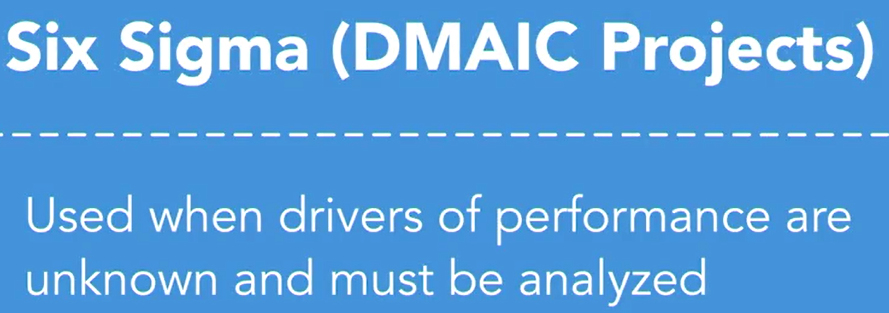 Six Sigma (DMAIC Projects)
Used when drivers of performance are
unknown and must be analyzed